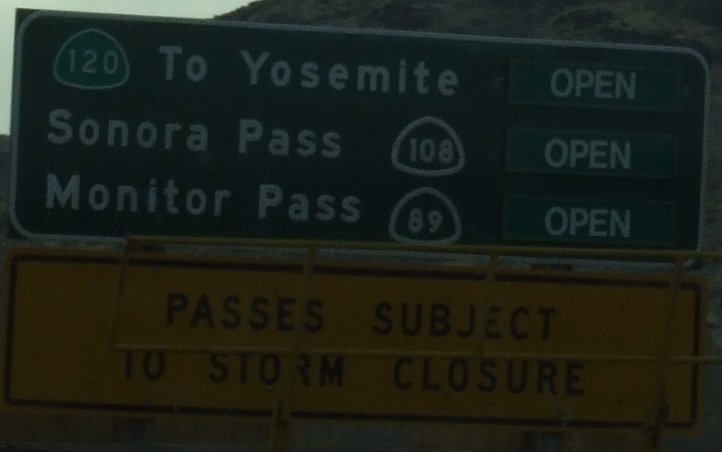 120 To Yosemite OPEN
Sonora Pass 108 OPEN
Monitor Pass 89 OPEN
PASSES SUBJECT
TO STORM CLOSURE